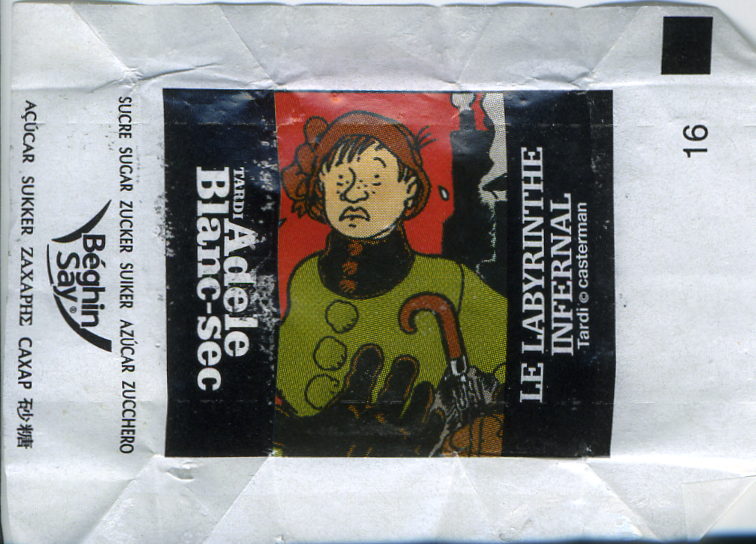 16
LE LABYRINTHE
INFERNAL
Tardi © casterman
TARDI Adele
Blanc-sec
SUCRE SUGAR ZUCKER SUIKER AZÚCAR ZUCCHERO
Béghin
Say®
AÇÚCAR SUKKER ΖΑΧΑΡΗΣ САХАР 砂糖